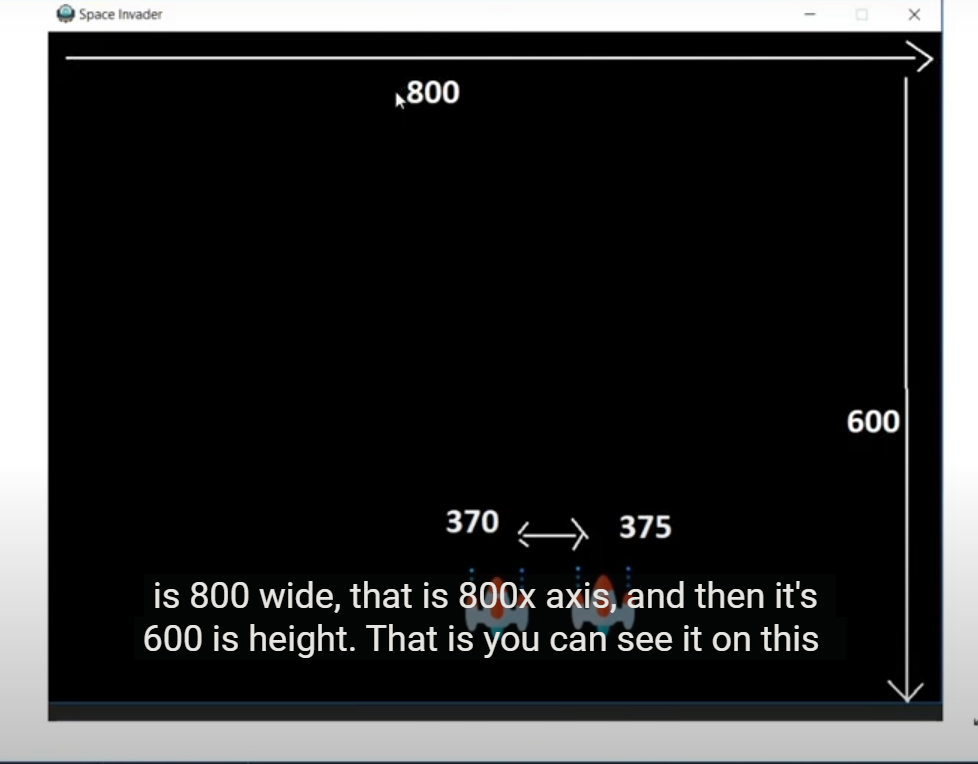 Space Invader
800
600
370 375
is 800 wide, that is 800x axis, and then it's
600 is height. That is you can see it on this